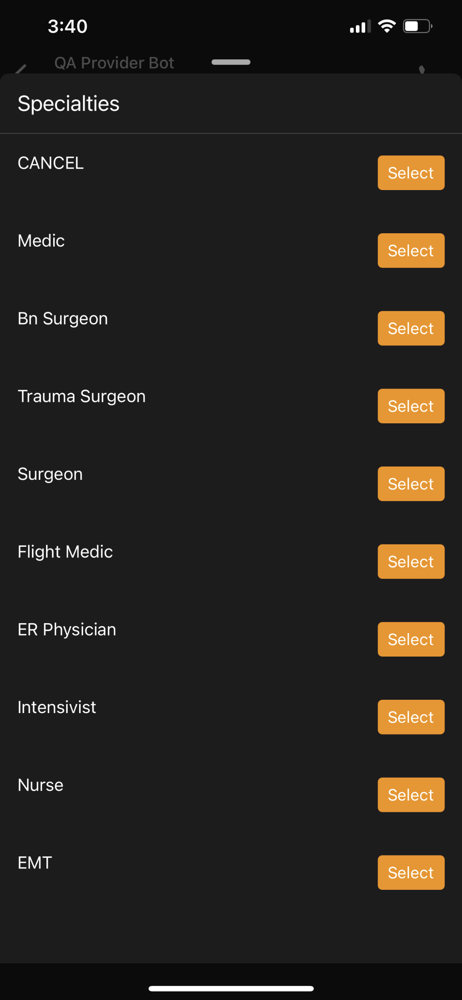 3:40
QA Provider Bot
Specialties
CANCEL
Select
Medic
Select
Bn Surgeon
Select
Trauma Surgeon
Select
Surgeon
Select
Flight Medic
Select
ER Physician
Select
Intensivist
Select
Nurse
Select
EMT
Select